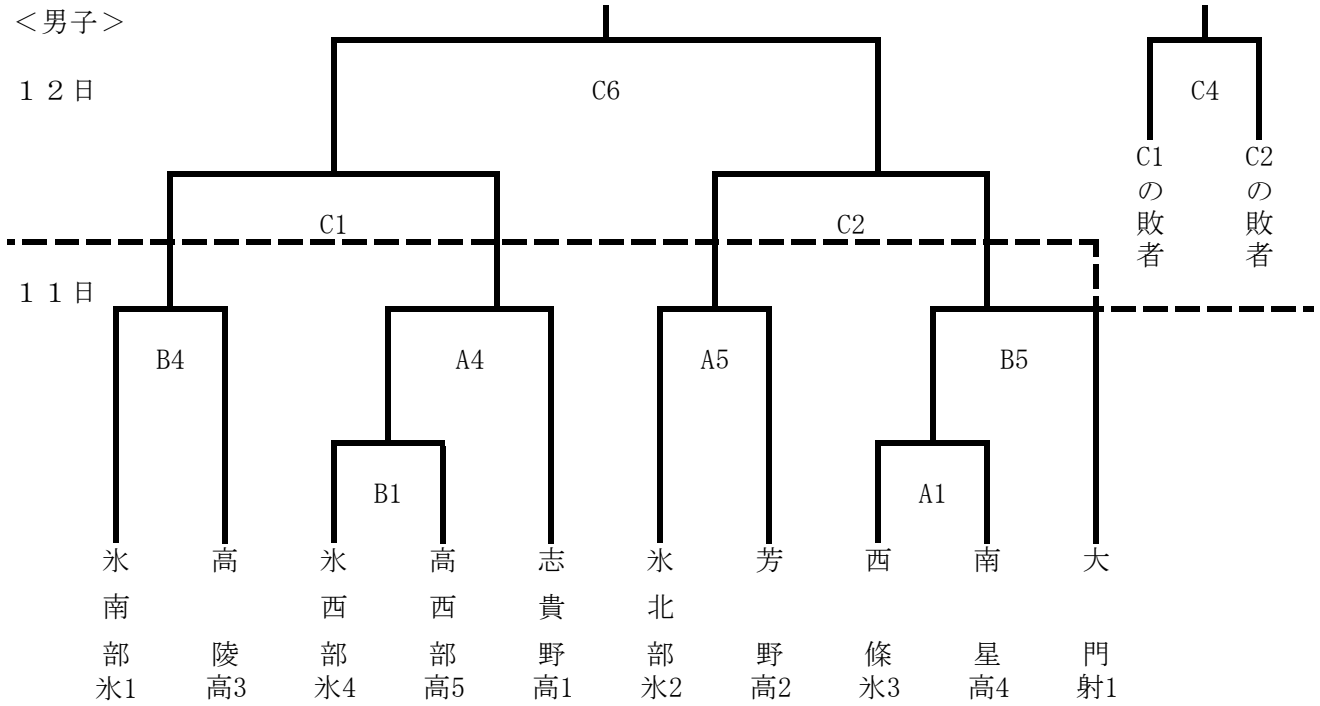 ＜男子＞
１２日
C6
C4
C1の敗者
C2の敗者
C1
C2
１１日
B4
A4
A5
B5
B1
A1
氷南部
高陵
氷西部
高西部
志貴野
氷北部
芳野
西條
南星
大門
氷1
高3
氷4
高5
高1
氷2
高2
氷3
高4
射1